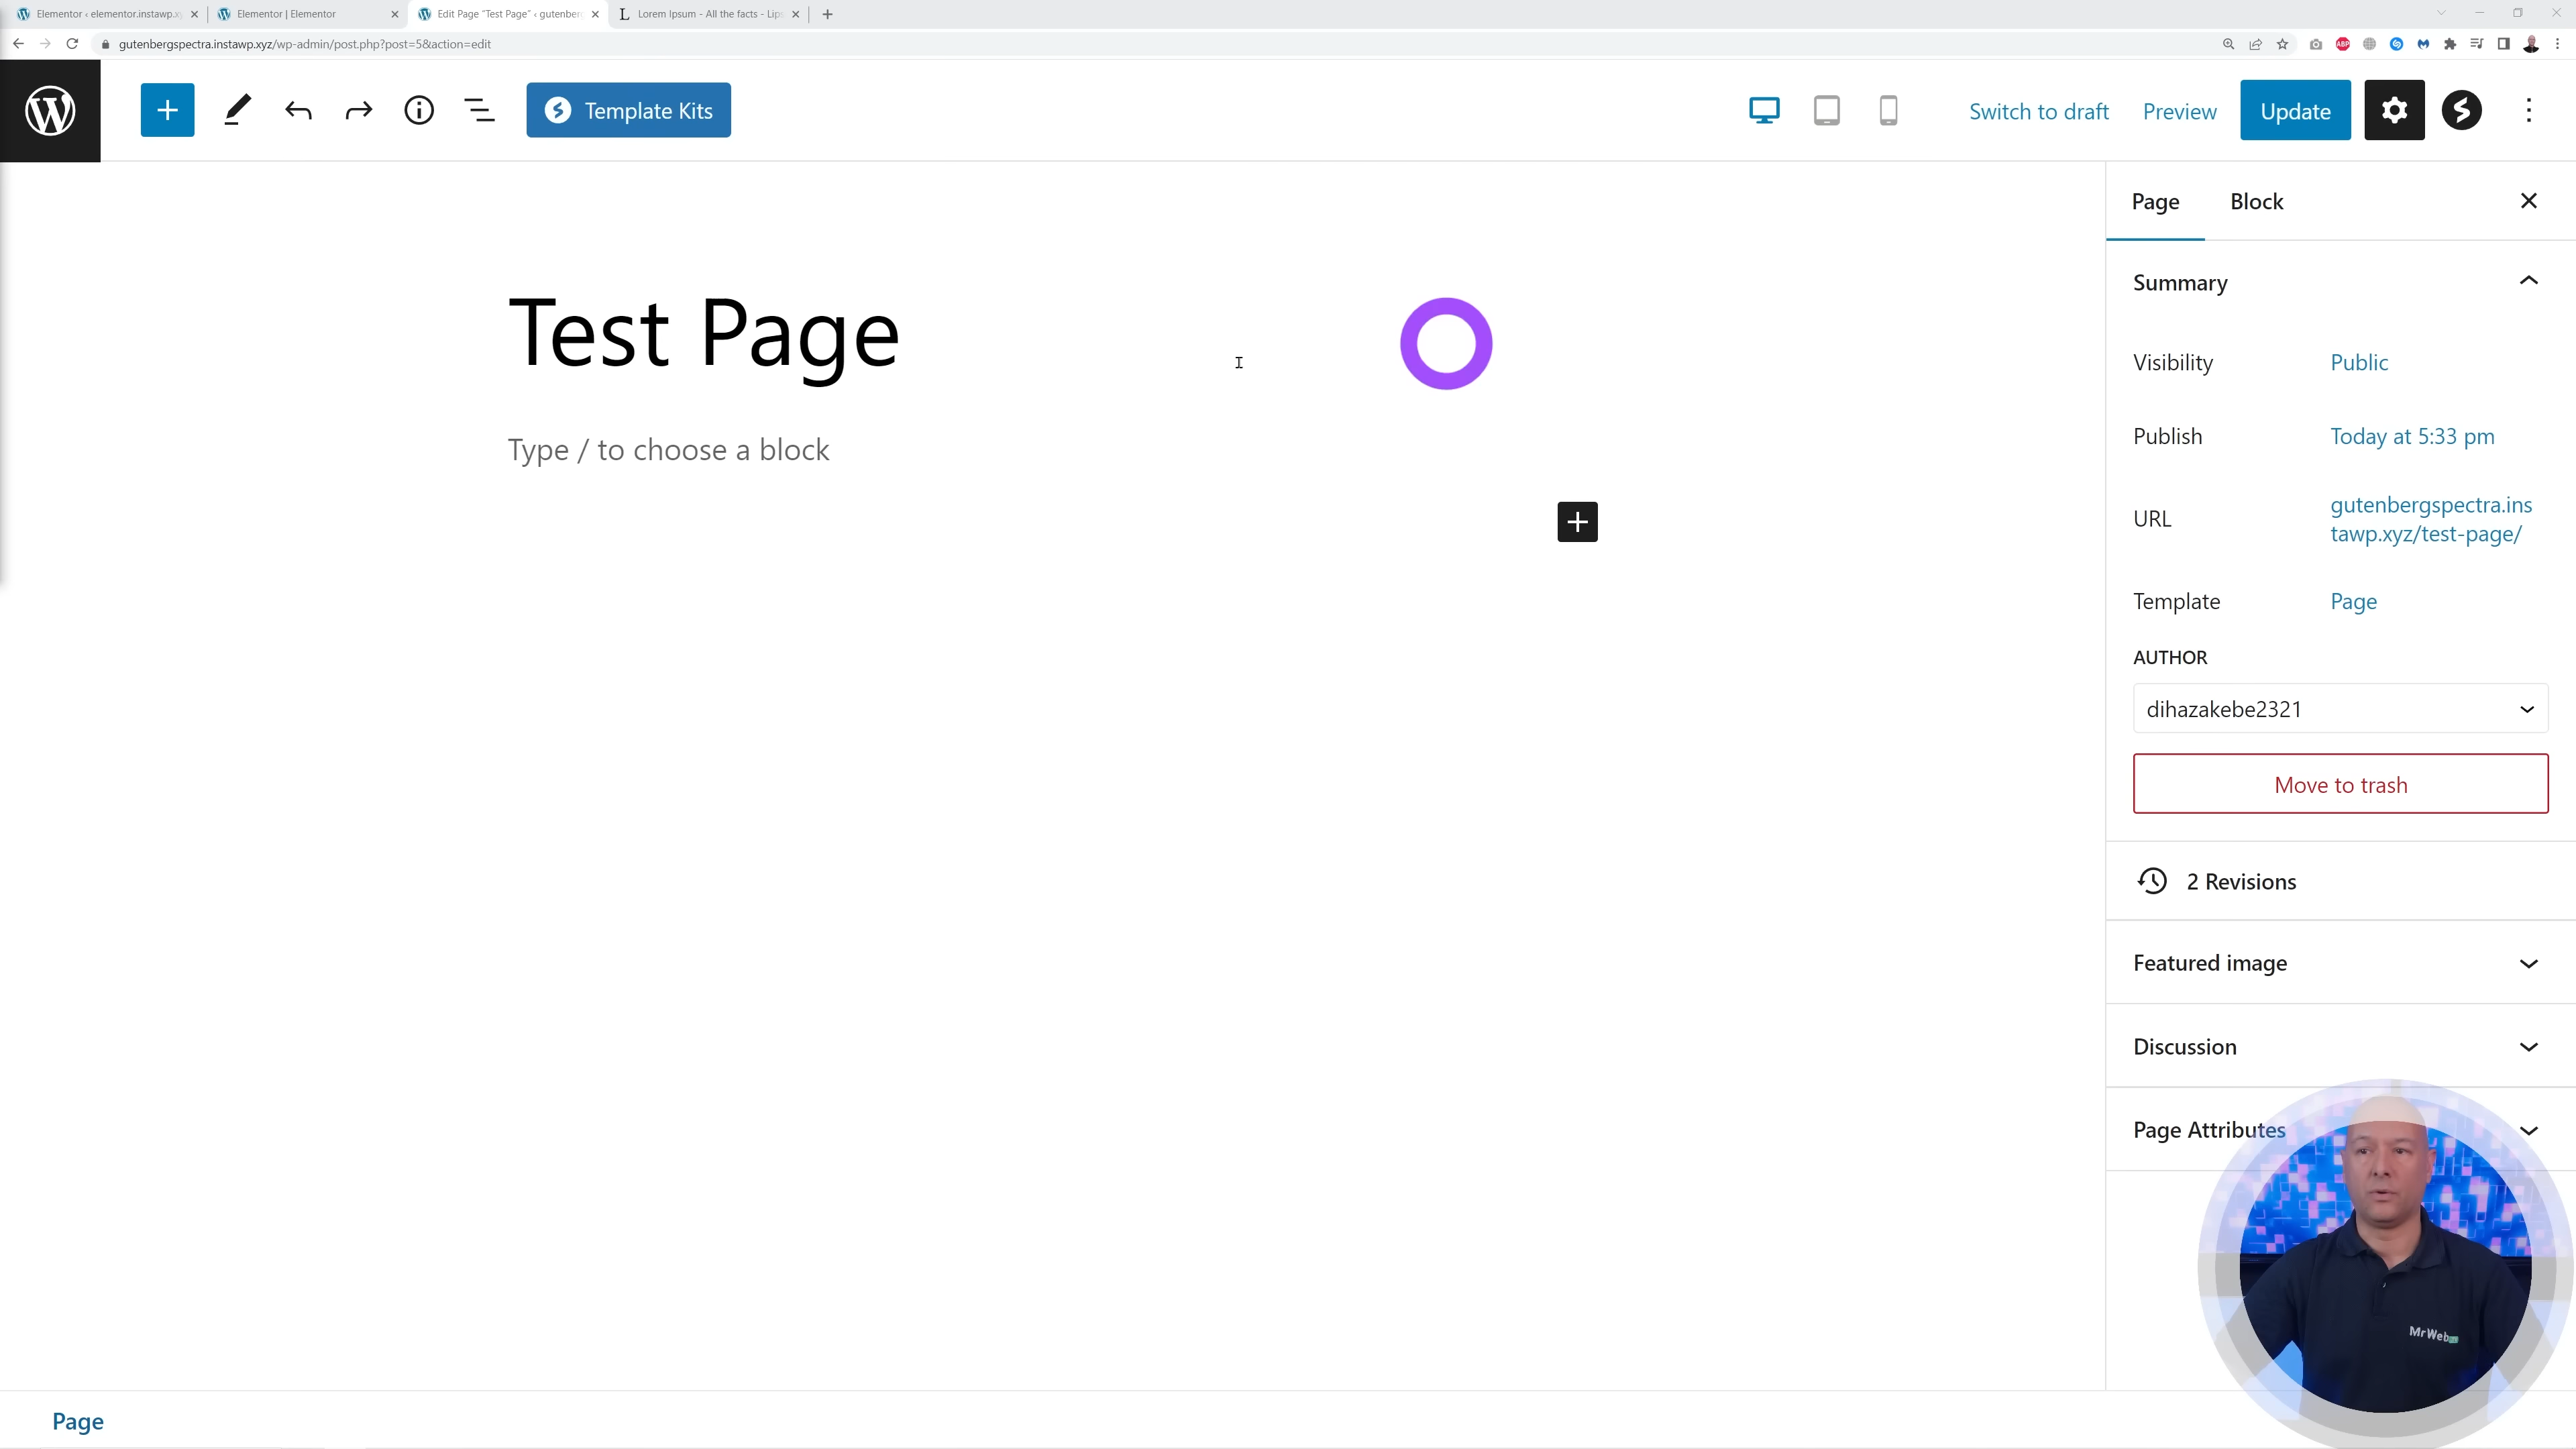 Elementor ‹ elementor.instawp.x
Elementor | Elementor
Edit Page “Test Page” ‹ gutenber
Lorem Ipsum - All the facts - Lip
gutenbergspectra.instawp.xyz/wp-admin/post.php?post=5&action=edit
ABP
Template Kits
Switch to draft
Preview
Update
Page
Block
Test Page
Type / to choose a block
Summary
Visibility
Public
Publish
Today at 5:33 pm
URL
gutenbergspectra.ins
tawp.xyz/test-page/
Template
Page
AUTHOR
dihazakebe2321
Move to trash
2 Revisions
Featured image
Discussion
Page Attributes
MrWeb
Page